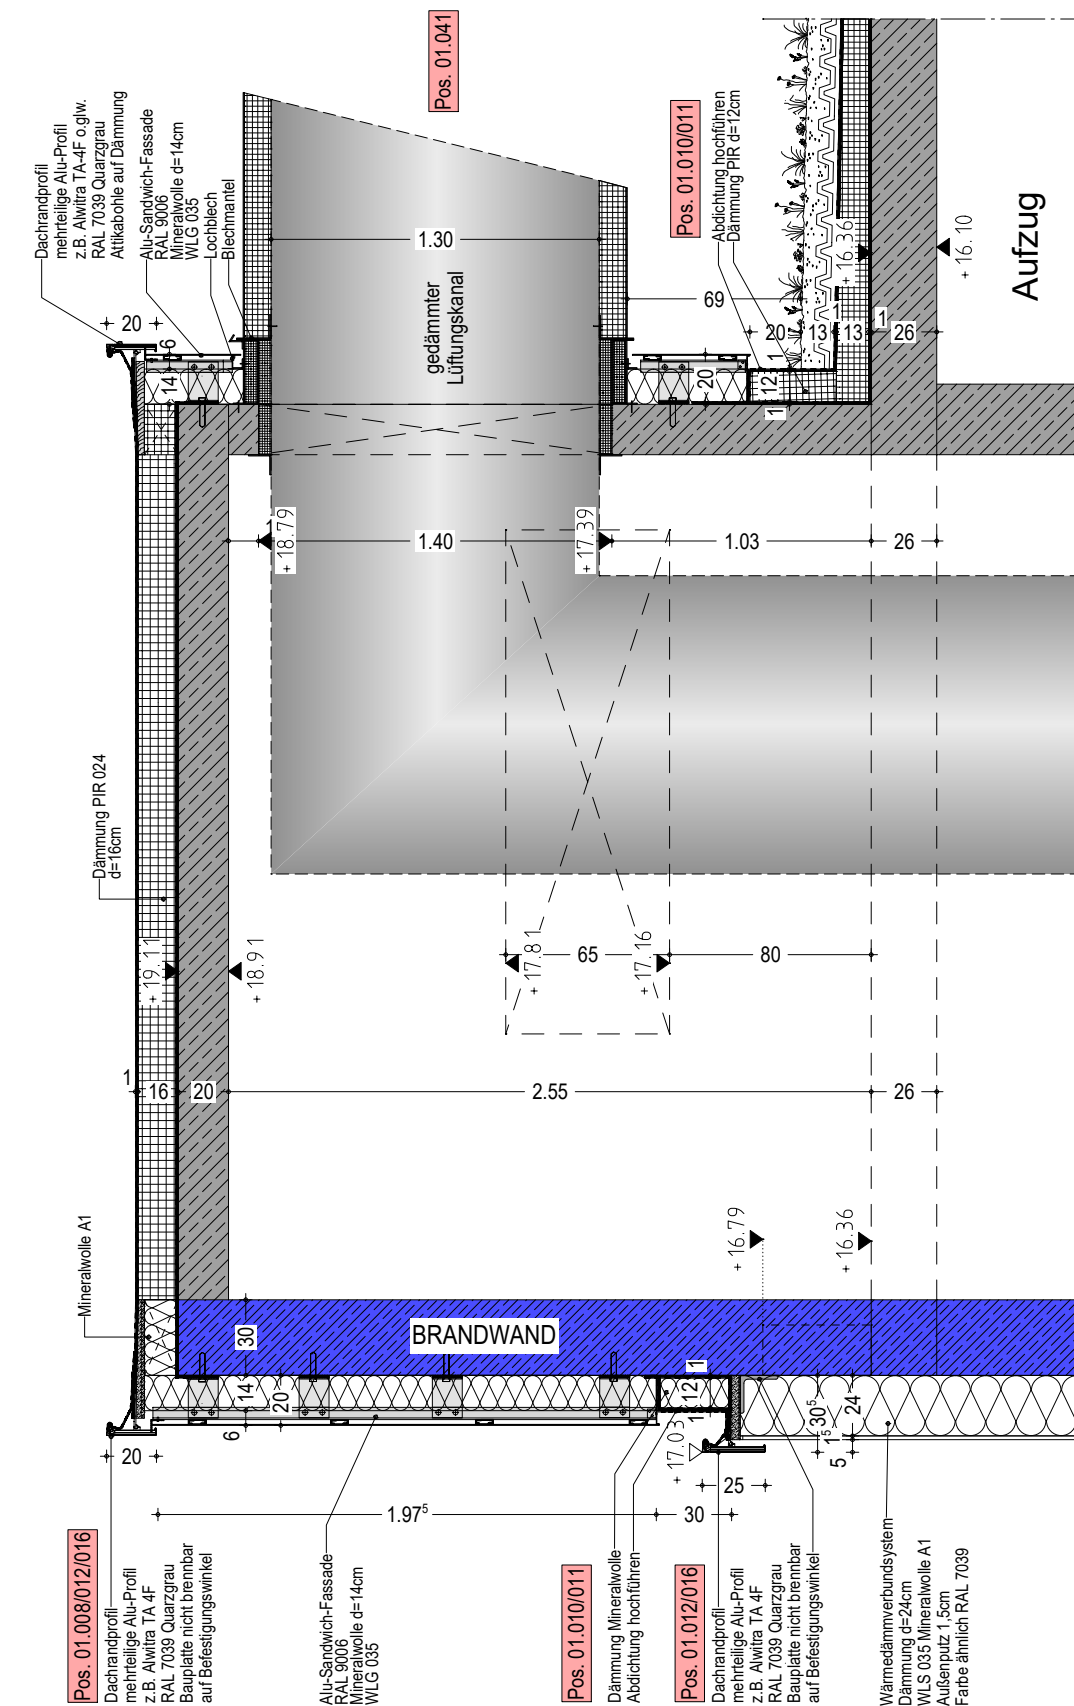 Pos. 01.041
Dachrandprofil
mehrteilige Alu-Profil
z.B. Alwitra TA-4F o.glw.
RAL 7039 Quarzgrau
Attikabohle auf Dämmung
Alu-Sandwich-Fassade
RAL 9006
Mineralwolle d=14cm
WLG 035
Lochblech
Blechmantel
Pos. 01.010/011
Abdichtung hochführen
Dämmung PIR d=12cm
20
6
14
1.30
gedämmter
Lüftungskanal
69
20
13
1
13
1
26
+16.36
+16.10
Aufzug
20
1
12
1
1
+18.79
1.40
+17.39
1.03
26
Dämmung PIR 024
d=16cm
+19.11
+18.91
+17.81
65
+17.16
80
1
16
20
2.55
26
Mineralwolle A1
+16.79
+16.36
30
BRANDWAND
14
20
6
20
1
12
1
+17.03
30⁵
1⁵
24
5
25
1.97⁵
30
Pos. 01.008/012/016
Dachrandprofil
mehrteilige Alu-Profil
z.B. Alwitra TA 4F
RAL 7039 Quarzgrau
Bauplatte nicht brennbar
auf Befestigungswinkel
Alu-Sandwich-Fassade
RAL 9006
Mineralwolle d=14cm
WLG 035
Pos. 01.010/011
Dämmung Mineralwolle
Abdichtung hochführen
Pos. 01.012/016
Dachrandprofil
mehrteilige Alu-Profil
z.B. Alwitra TA 4F
RAL 7039 Quarzgrau
Bauplatte nicht brennbar
auf Befestigungswinkel
Wärmedämmverbundsystem
Dämmung d=24cm
WLS 035 Mineralwolle A1
Außenputz 1,5cm
Farbe ähnlich RAL 7039